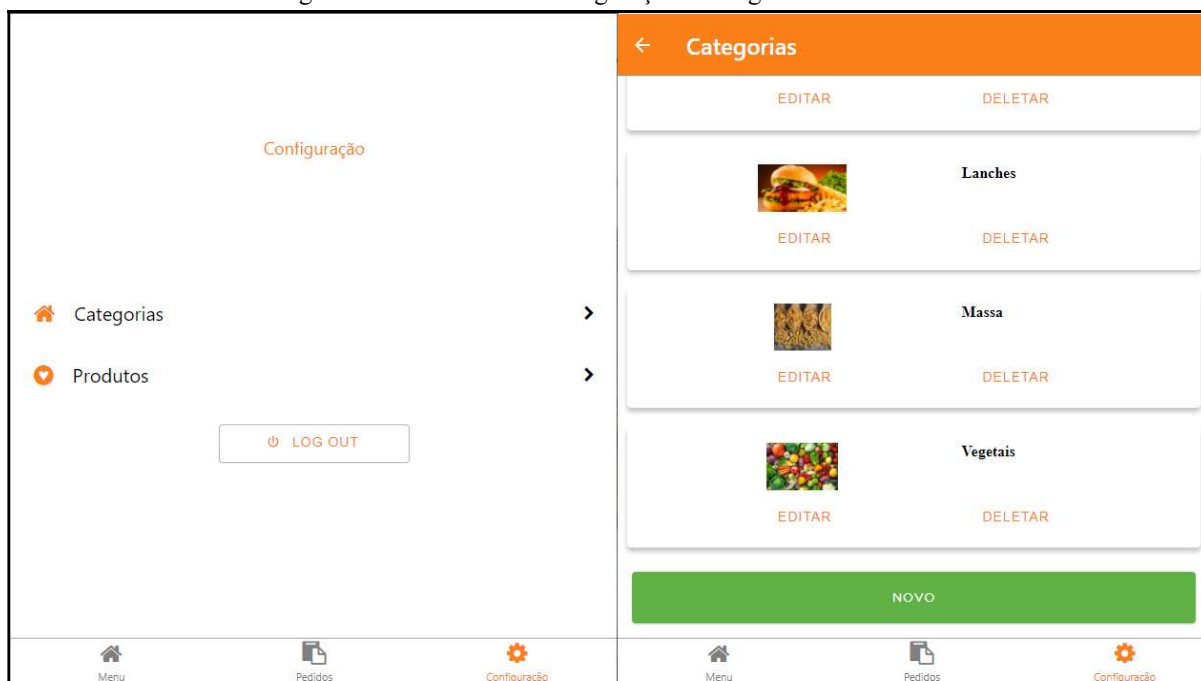 Configuração
Categorias
Produtos
LOG OUT
Menu
Pedidos
Configuração
Categorias
EDITAR DELETAR
Lanches
EDITAR DELETAR
Massa
EDITAR DELETAR
Vegetais
EDITAR DELETAR
NOVO
Menu
Pedidos
Configuração